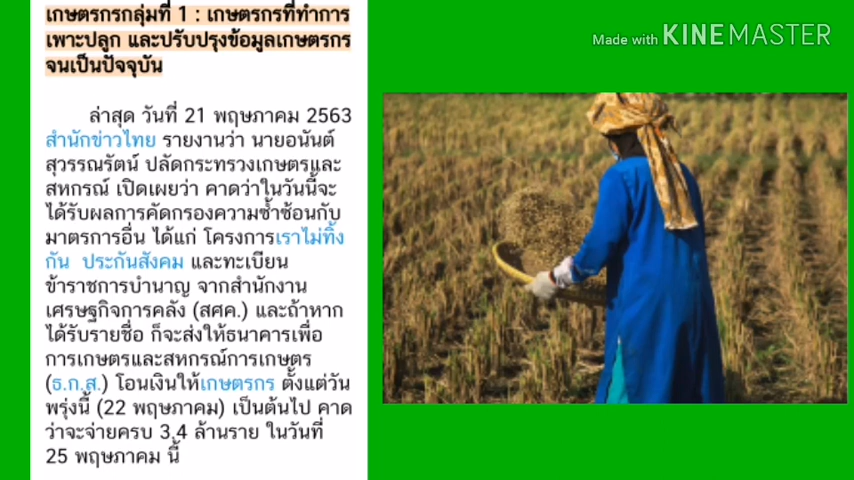 เกษตรกรกลุ่มที่ 1 : เกษตรกรที่ทำการ
เพาะปลูก และปรับปรุงข้อมูลเกษตรกร
จนเป็นปัจจุบัน
ล่าสุด วันที่ 21 พฤษภาคม 2563
สำนักข่าวไทย รายงานว่า นายอนันต์
สุวรรณรัตน์ ปลัดกระทรวงเกษตรและ
สหกรณ์ เปิดเผยว่า คาดว่าในวันนี้จะ
ได้รับผลการคัดกรองความซ้ำซ้อนกับ
มาตรการอื่น ได้แก่ โครงการเราไม่ทิ้ง
กัน ประกันสังคม และทะเบียน
ข้าราชการบำนาญ จากสำนักงาน
เศรษฐกิจการคลัง (สศค.) และถ้าหาก
ได้รับรายชื่อ ก็จะส่งให้ธนาคารเพื่อ
การเกษตรและสหกรณ์การเกษตร
(ธ.ก.ส.) โอนเงินให้เกษตรกร ตั้งแต่วัน
พรุ่งนี้ (22 พฤษภาคม) เป็นต้นไป คาด
ว่าจะจ่ายครบ 3.4 ล้านราย ในวันที่
25 พฤษภาคม นี้
Made with KINEMASTER